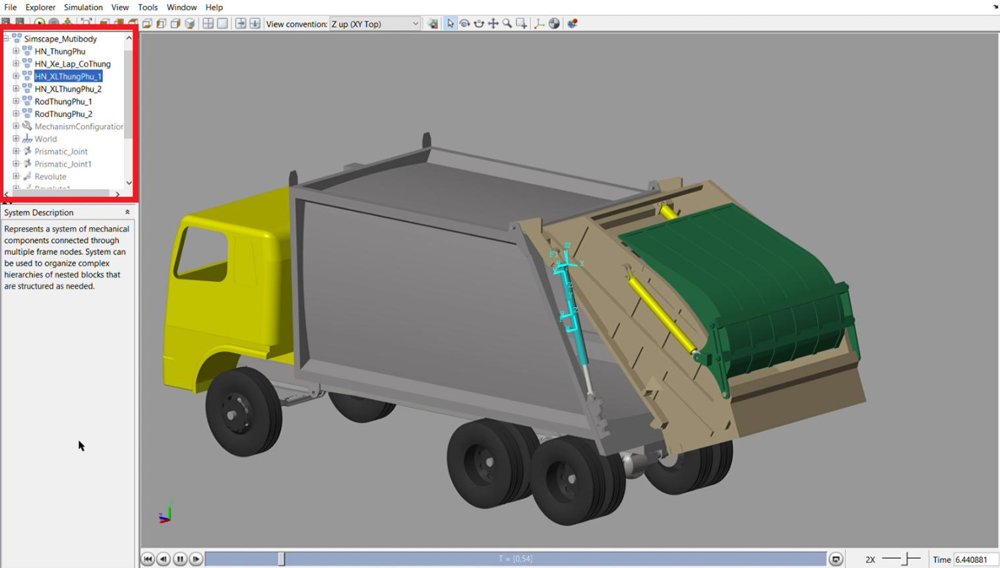 File Explorer Simulation View Tools Window Help
View convention: Z up (XY Top)
Simscape_Mutibody
HN_ThungPhu
HN_Xe_Lap_CoThung
HN_XLThungPhu_1
HN_XLThungPhu_2
RodThungPhu_1
RodThungPhu_2
MechanismConfiguration
World
Prismatic_Joint
Prismatic_Joint1
Revolute
Revolute1
System Description
Represents a system of mechanical
components connected through
multiple frame nodes. System can
be used to organize complex
hierarchies of nested blocks that
are structured as needed.
T = [0,54]
2X
Time 6.440881